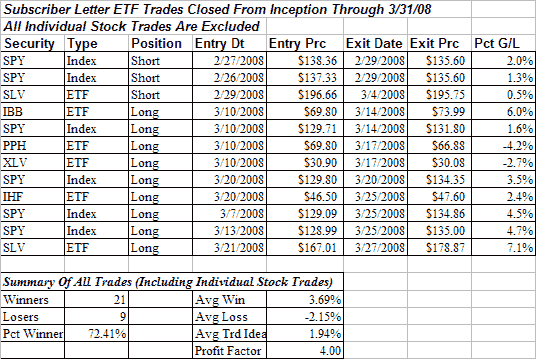 Subscriber Letter ETF Trades Closed From Inception Through 3/31/08
All Individual Stock Trades Are Excluded
Security Type Position Entry Dt Entry Prc Exit Date Exit Prc Pct G/L
SPY Index Short 2/27/2008 $138.36 2/29/2008 $135.60 2.0%
SPY Index Short 2/26/2008 $137.33 2/29/2008 $135.60 1.3%
SLV ETF Short 2/29/2008 $196.66 3/4/2008 $195.75 0.5%
IBB ETF Long 3/10/2008 $69.80 3/14/2008 $73.99 6.0%
SPY Index Long 3/10/2008 $129.71 3/14/2008 $131.80 1.6%
PPH ETF Long 3/10/2008 $69.80 3/17/2008 $66.88 -4.2%
XLV ETF Long 3/10/2008 $30.90 3/17/2008 $30.08 -2.7%
SPY Index Long 3/20/2008 $129.80 3/20/2008 $134.35 3.5%
IHF ETF Long 3/20/2008 $46.50 3/25/2008 $47.60 2.4%
SPY Index Long 3/7/2008 $129.09 3/25/2008 $134.86 4.5%
SPY Index Long 3/13/2008 $128.99 3/25/2008 $135.00 4.7%
SLV ETF Long 3/21/2008 $167.01 3/27/2008 $178.87 7.1%
Summary Of All Trades (Including Individual Stock Trades)
Winners 21 Avg Win 3.69%
Losers 9 Avg Loss -2.15%
Pct Winner 72.41% Avg Trd Idea 1.94%
Profit Factor 4.00